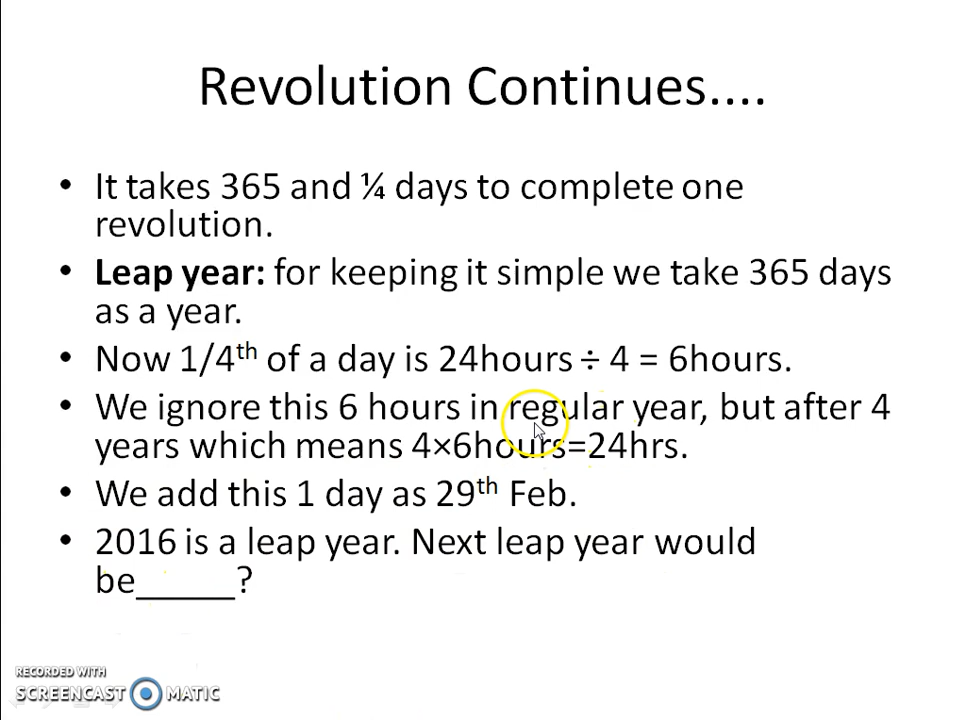 Revolution Continues....
• It takes 365 and ¼ days to complete one
revolution.
• Leap year: for keeping it simple we take 365 days
as a year.
• Now 1/4th of a day is 24hours ÷ 4 = 6hours.
• We ignore this 6 hours in regular year, but after 4
years which means 4×6hours=24hrs.
• We add this 1 day as 29th Feb.
• 2016 is a leap year. Next leap year would
be_____?
RECORDED WITH
SCREENCAST MATIC